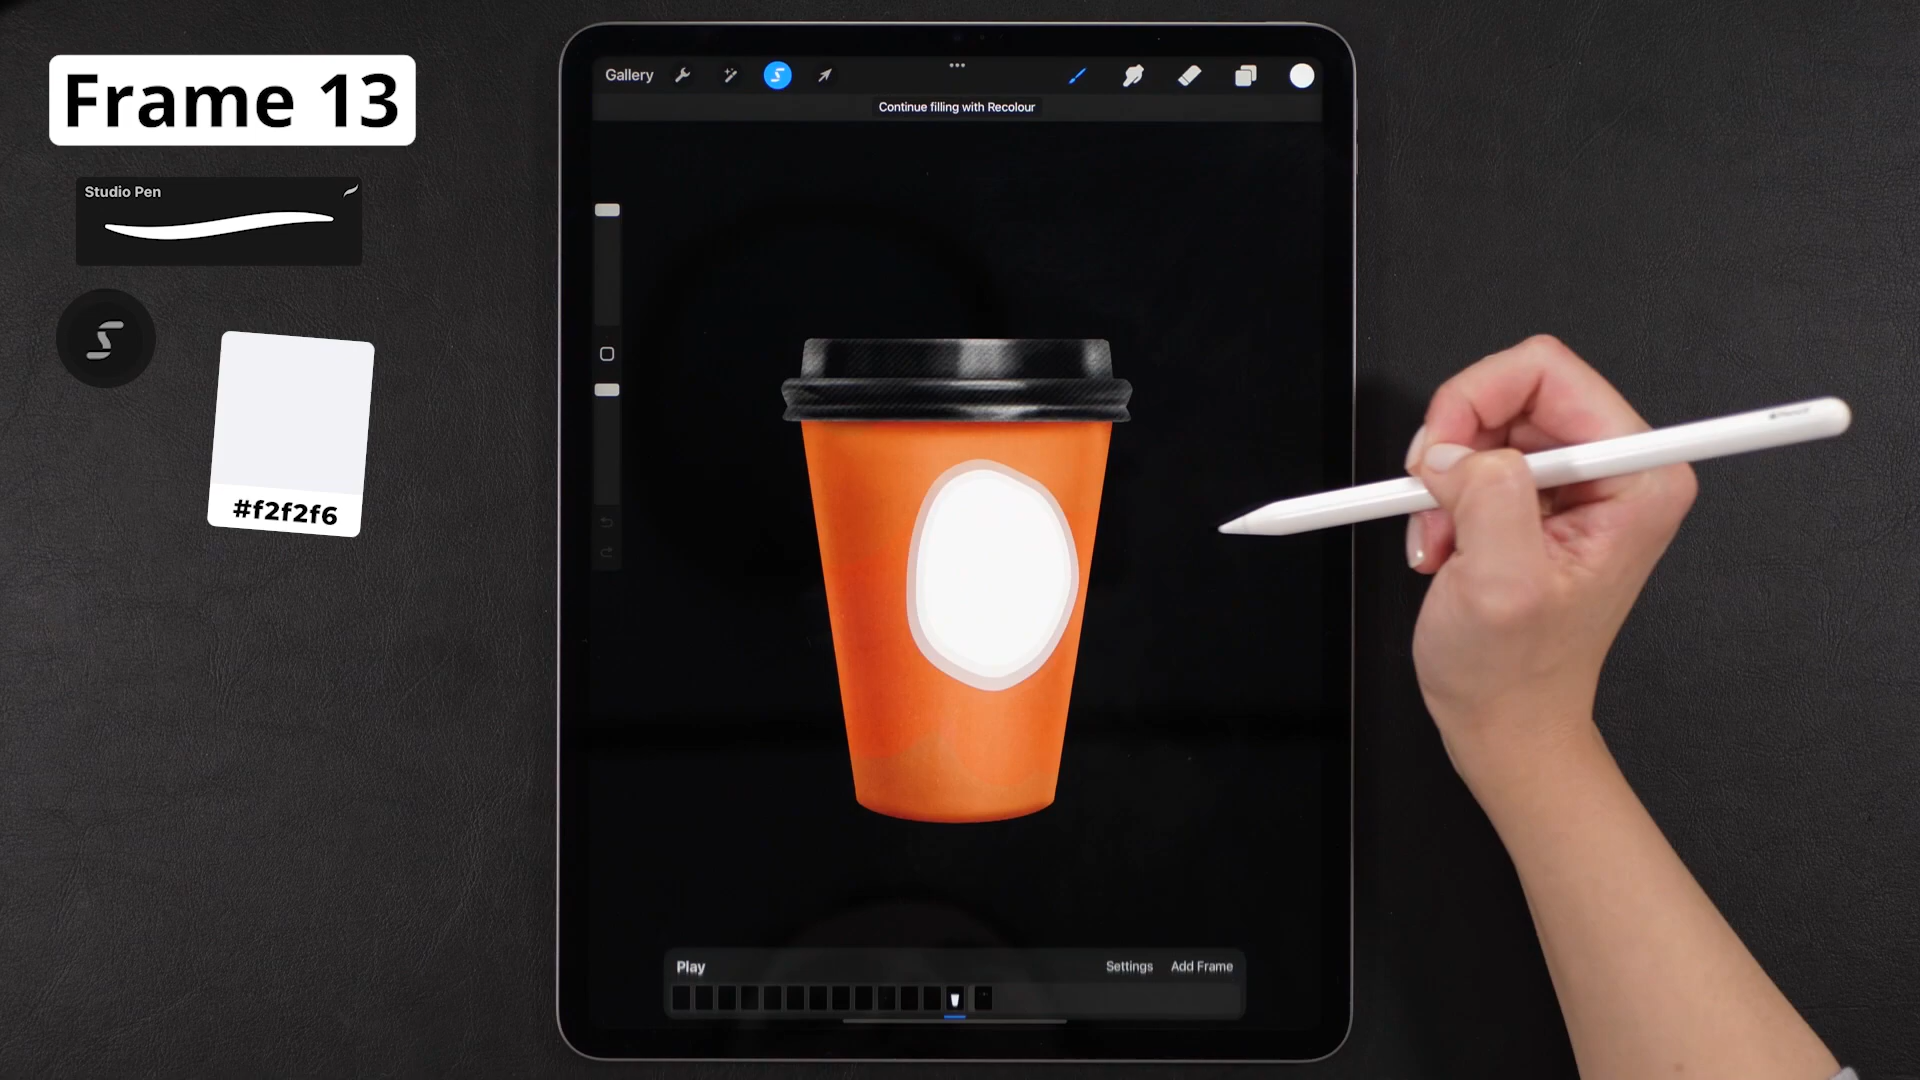 Frame 13
Studio Pen
#f2f2f6
Gallery
Continue filling with Recolour
Play
Settings
Add Frame